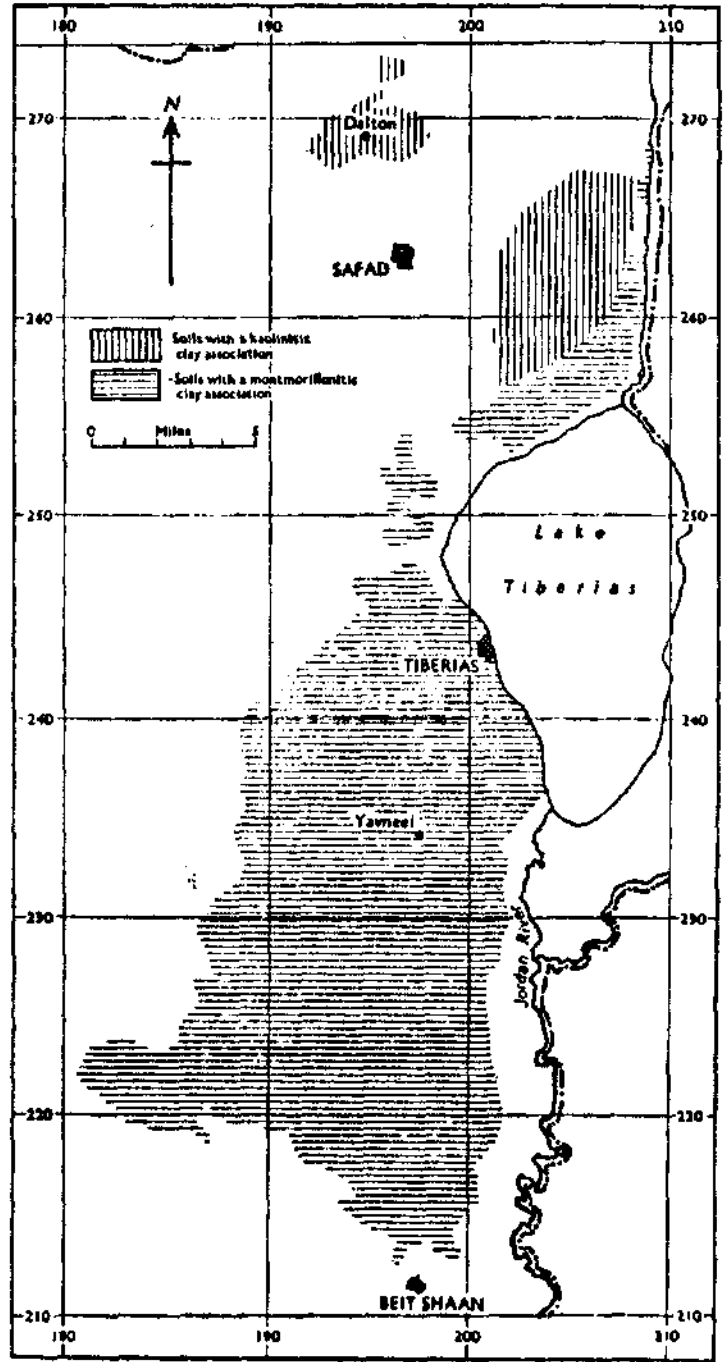 180 190 200 210
N
270 Dalton 270
SAFAD
260 260
Soils with a kaolinitic
clay association
Soils with a montmorillonitic
clay association
0 Miles 5
250 250
Lake
Tiberias
TIBERIAS
240 240
Yavneel
230 230
Jordan River
220 220
BEIT SHAAN
210 210
180 190 200 210